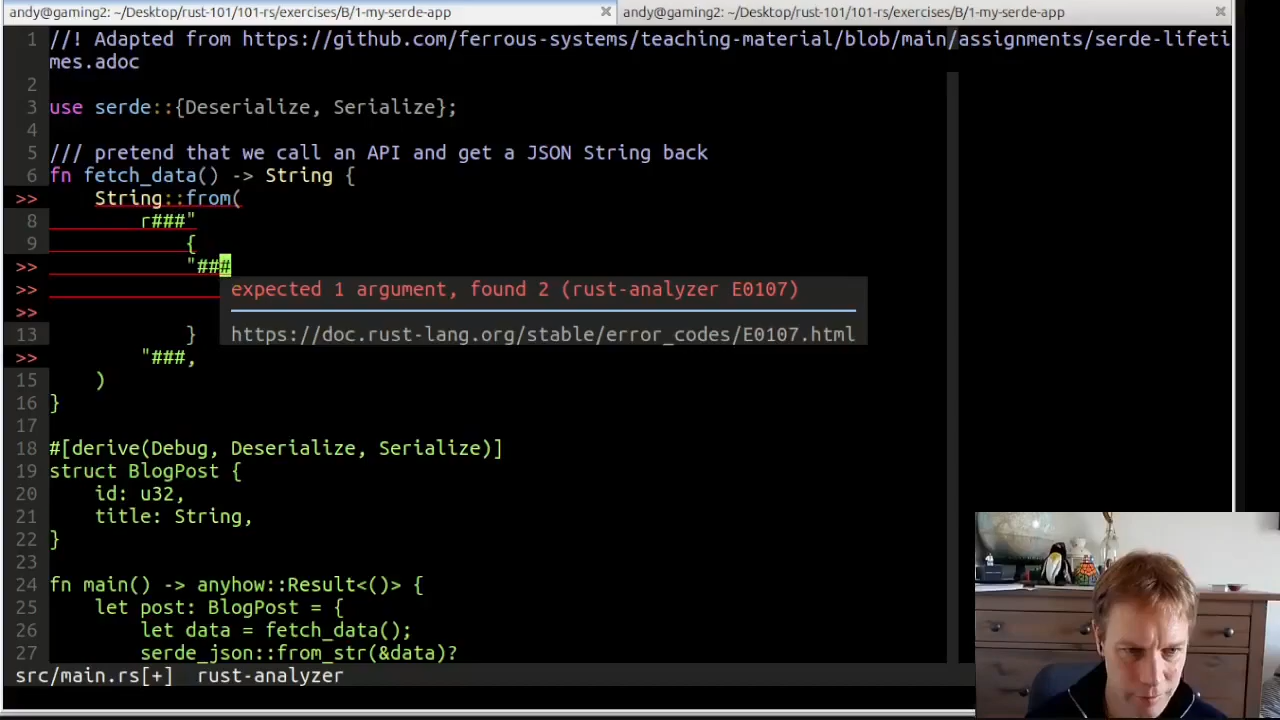 andy@gaming2: ~/Desktop/rust-101/101-rs/exercises/B/1-my-serde-app × andy@gaming2: ~/Desktop/rust-101/101-rs/exercises/B/1-my-serde-app ×
1 //! Adapted from https://github.com/ferrous-systems/teaching-material/blob/main/assignments/serde-lifeti
mes.adoc
2
3 use serde::{Deserialize, Serialize};
4
5 /// pretend that we call an API and get a JSON String back
6 fn fetch_data() -> String {
>> String::from(
8 r###"
9 {
>> "###
>> expected 1 argument, found 2 (rust-analyzer E0107)
>>
13 } https://doc.rust-lang.org/stable/error_codes/E0107.html
>> "###,
15 )
16 }
17
18 #[derive(Debug, Deserialize, Serialize)]
19 struct BlogPost {
20 id: u32,
21 title: String,
22 }
23
24 fn main() -> anyhow::Result<()> {
25 let post: BlogPost = {
26 let data = fetch_data();
27 serde_json::from_str(&data)?
src/main.rs[+] rust-analyzer